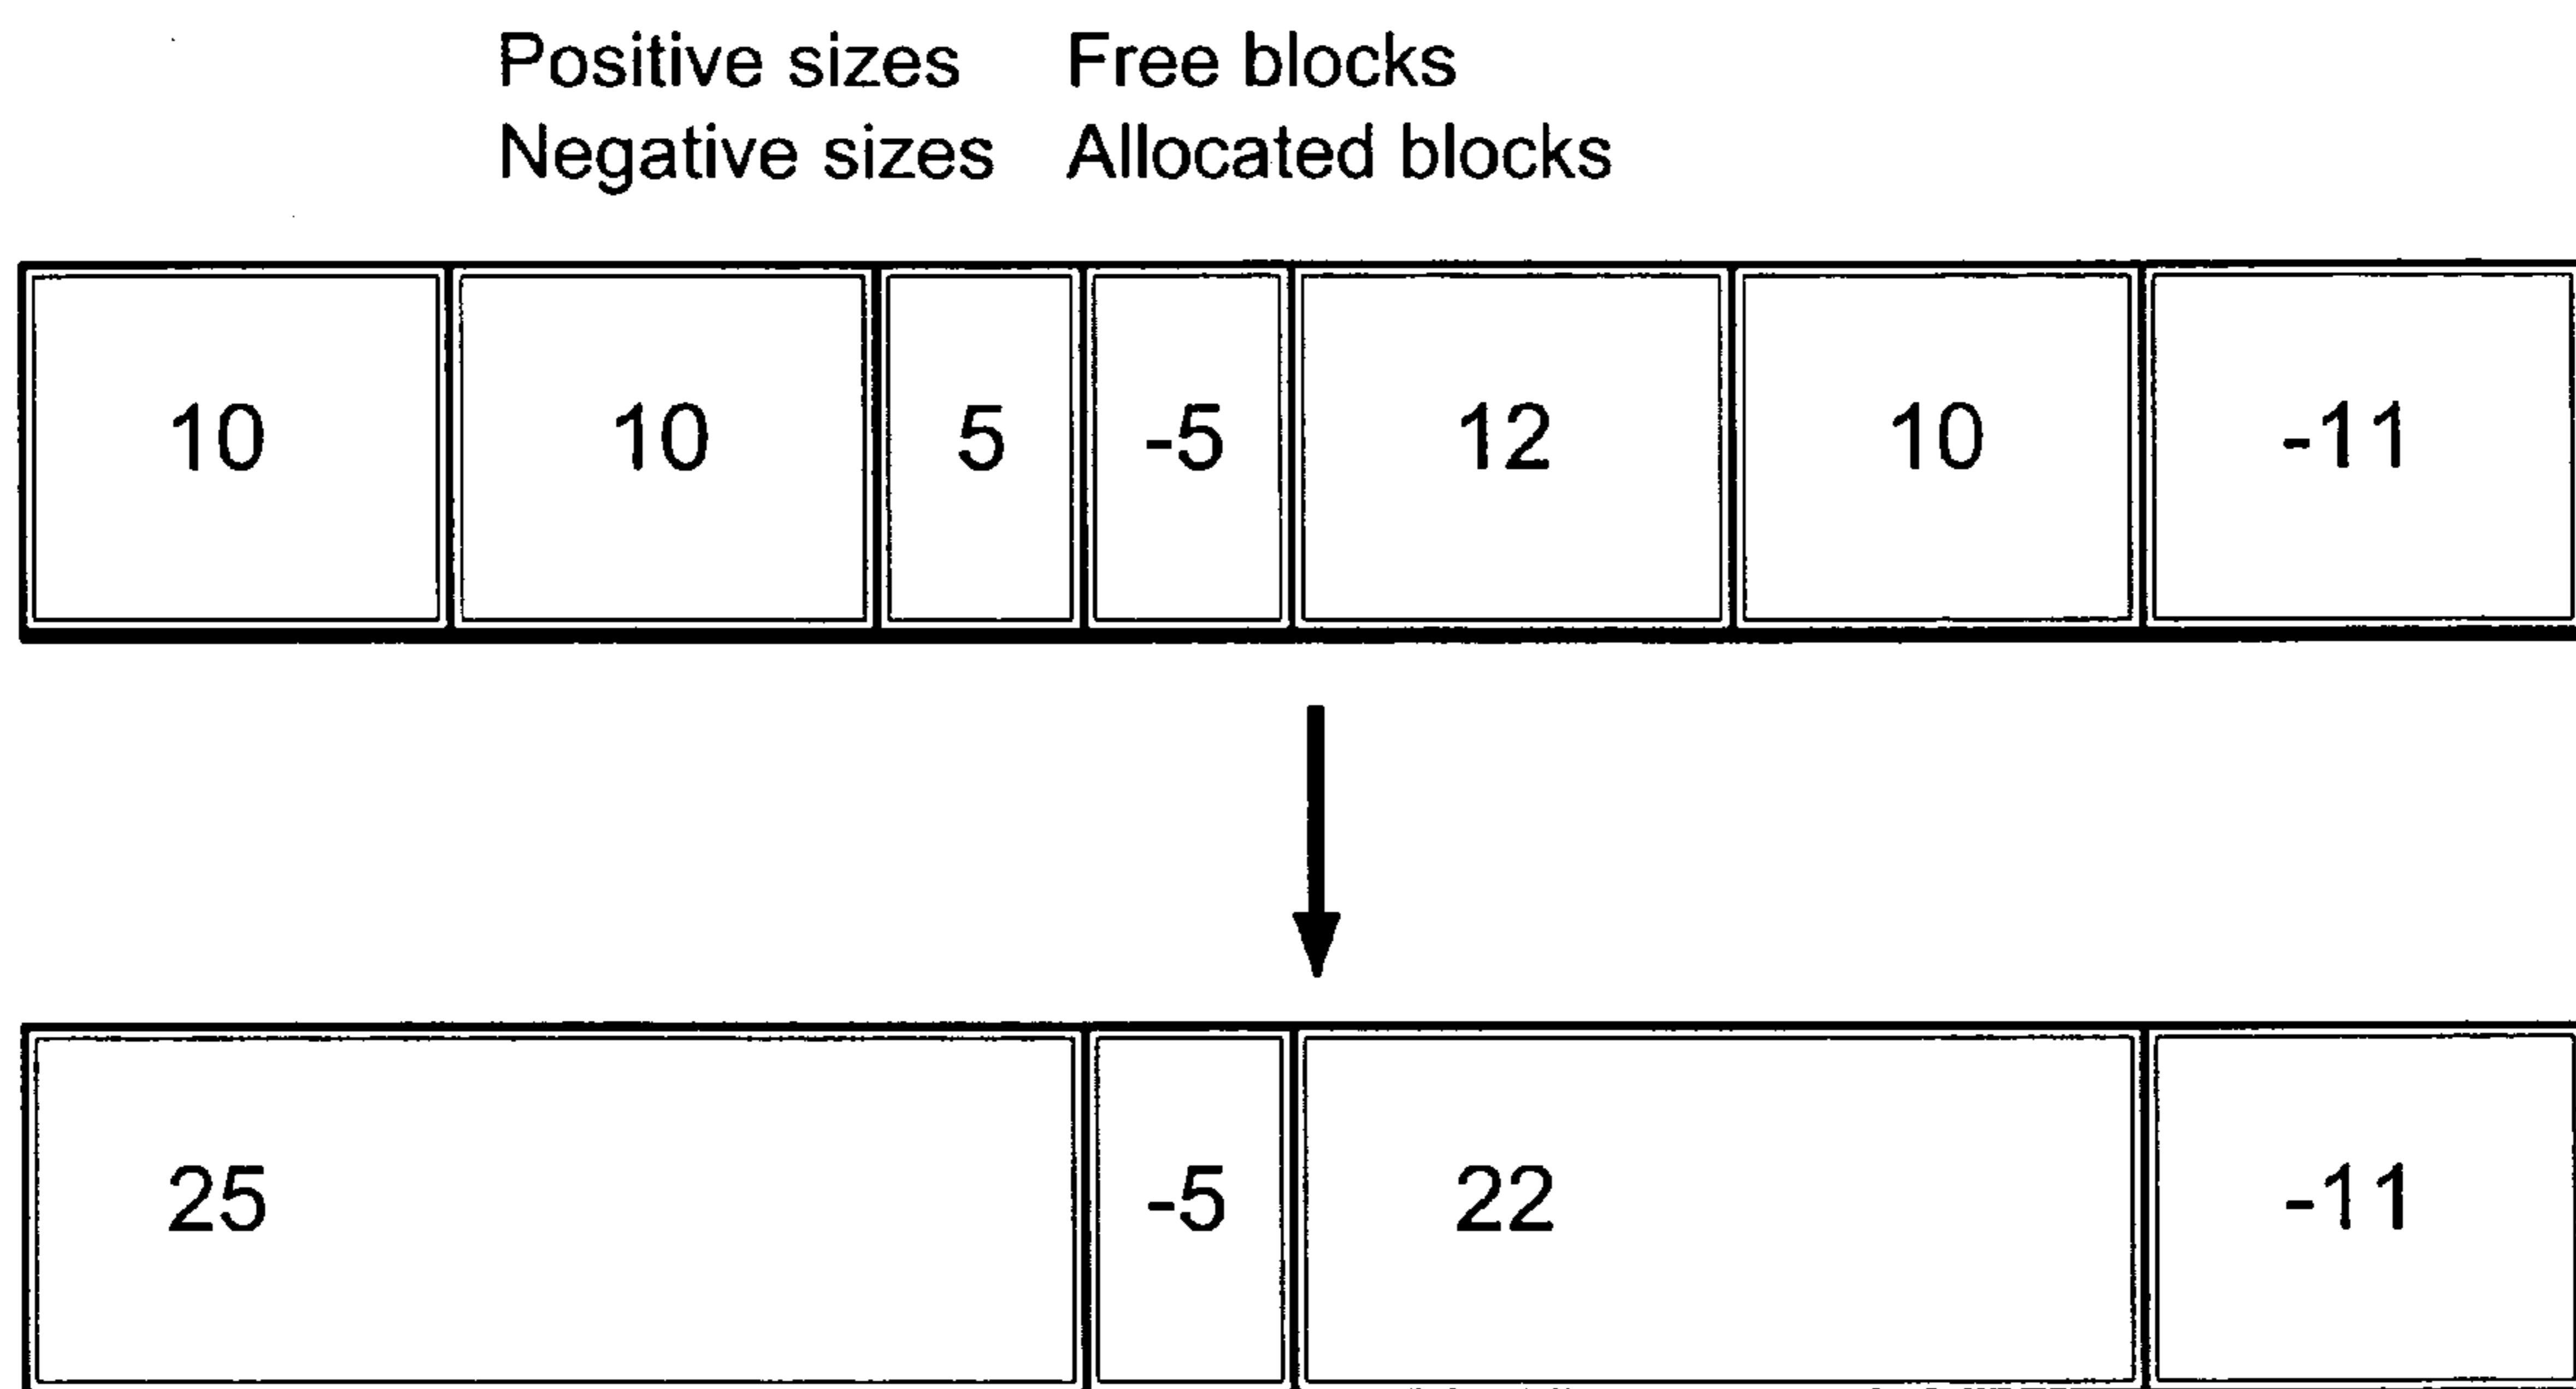 Positive sizes Free blocks
Negative sizes Allocated blocks
10 10 5 -5 12 10 -11
25 -5 22 -11